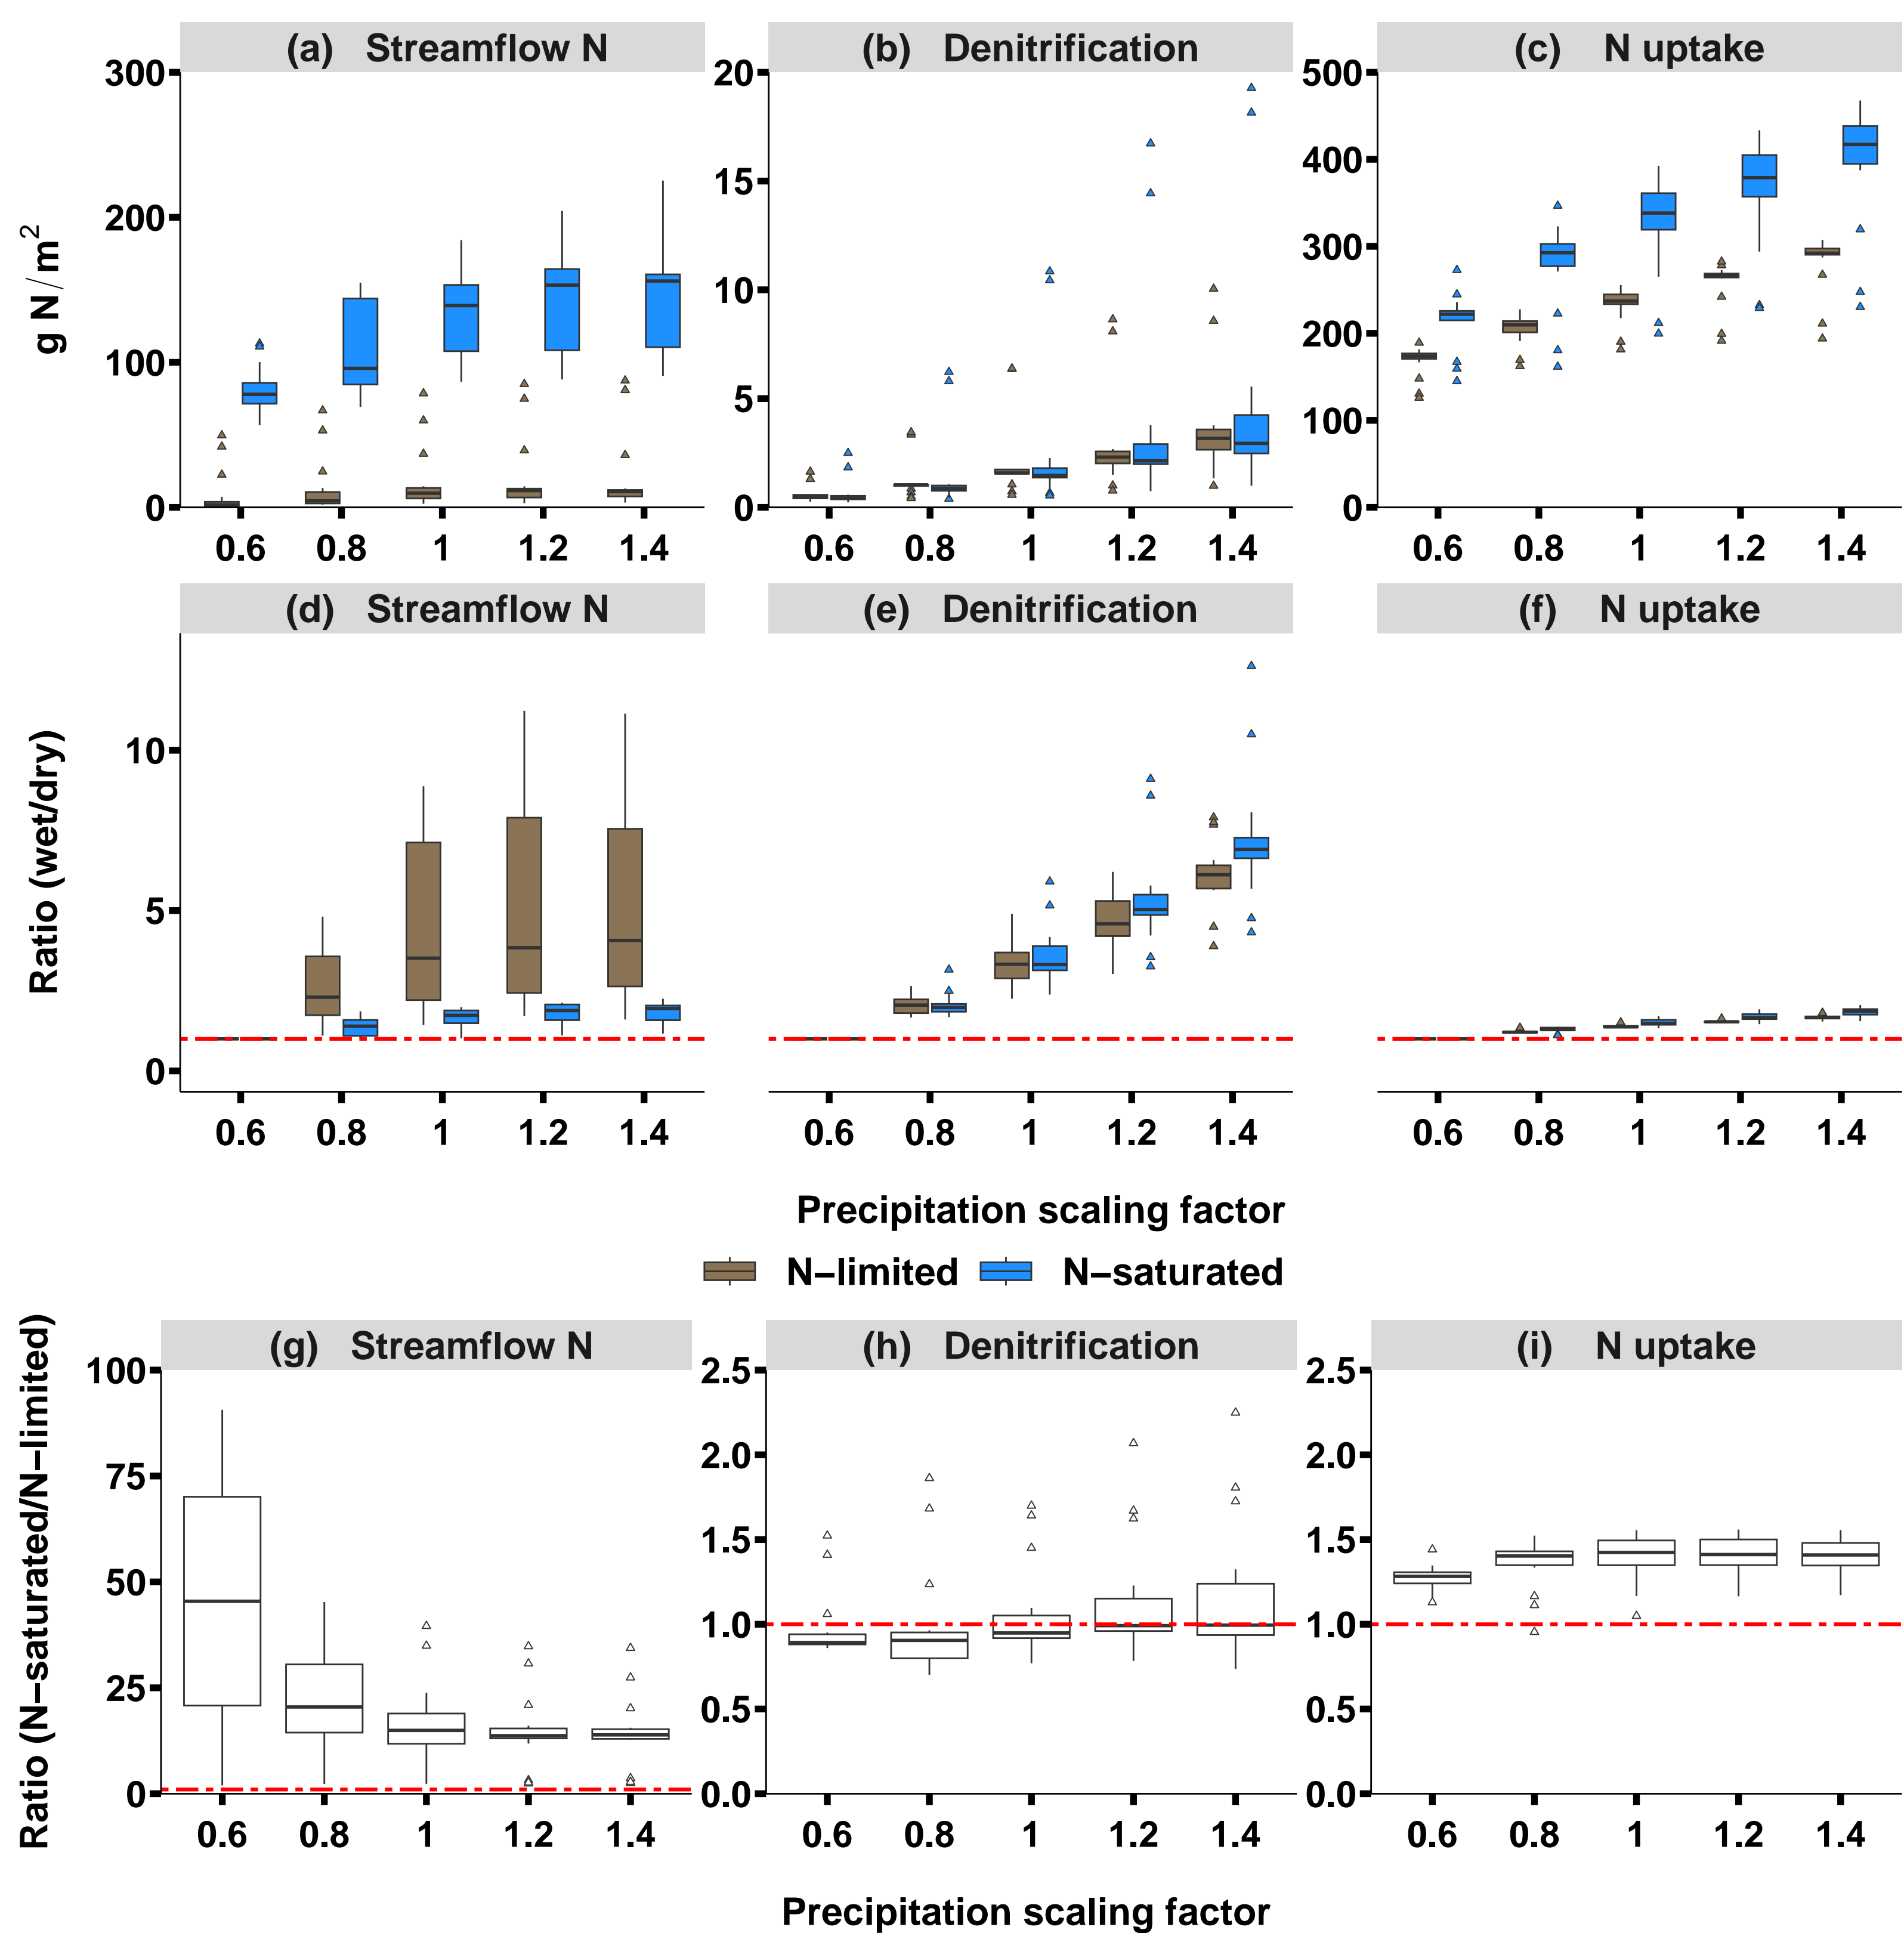 (a) Streamflow N
(b) Denitrification
(c) N uptake
g N/m²
300
200
100
0
0.6 0.8 1 1.2 1.4
20
15
10
5
0
0.6 0.8 1 1.2 1.4
500
400
300
200
100
0
0.6 0.8 1 1.2 1.4
(d) Streamflow N
(e) Denitrification
(f) N uptake
Ratio (wet/dry)
10
5
0
0.6 0.8 1 1.2 1.4
0.6 0.8 1 1.2 1.4
0.6 0.8 1 1.2 1.4
Precipitation scaling factor
N–limited N–saturated
(g) Streamflow N
(h) Denitrification
(i) N uptake
Ratio (N–saturated/N–limited)
100
75
50
25
0
0.6 0.8 1 1.2 1.4
2.5
2.0
1.5
1.0
0.5
0.0
0.6 0.8 1 1.2 1.4
2.5
2.0
1.5
1.0
0.5
0.0
0.6 0.8 1 1.2 1.4
Precipitation scaling factor